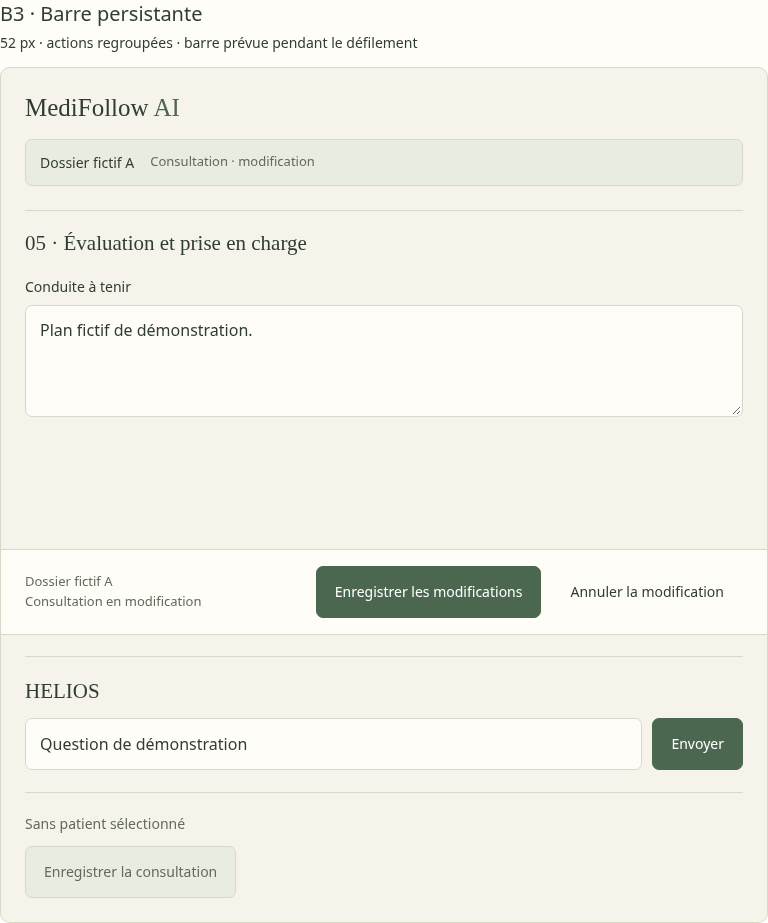 B3 · Barre persistante
52 px · actions regroupées · barre prévue pendant le défilement
MediFollow AI
Dossier fictif A Consultation · modification
05 · Évaluation et prise en charge
Conduite à tenir
Plan fictif de démonstration.
Dossier fictif A
Consultation en modification
Enregistrer les modifications
Annuler la modification
HELIOS
Question de démonstration
Envoyer
Sans patient sélectionné
Enregistrer la consultation